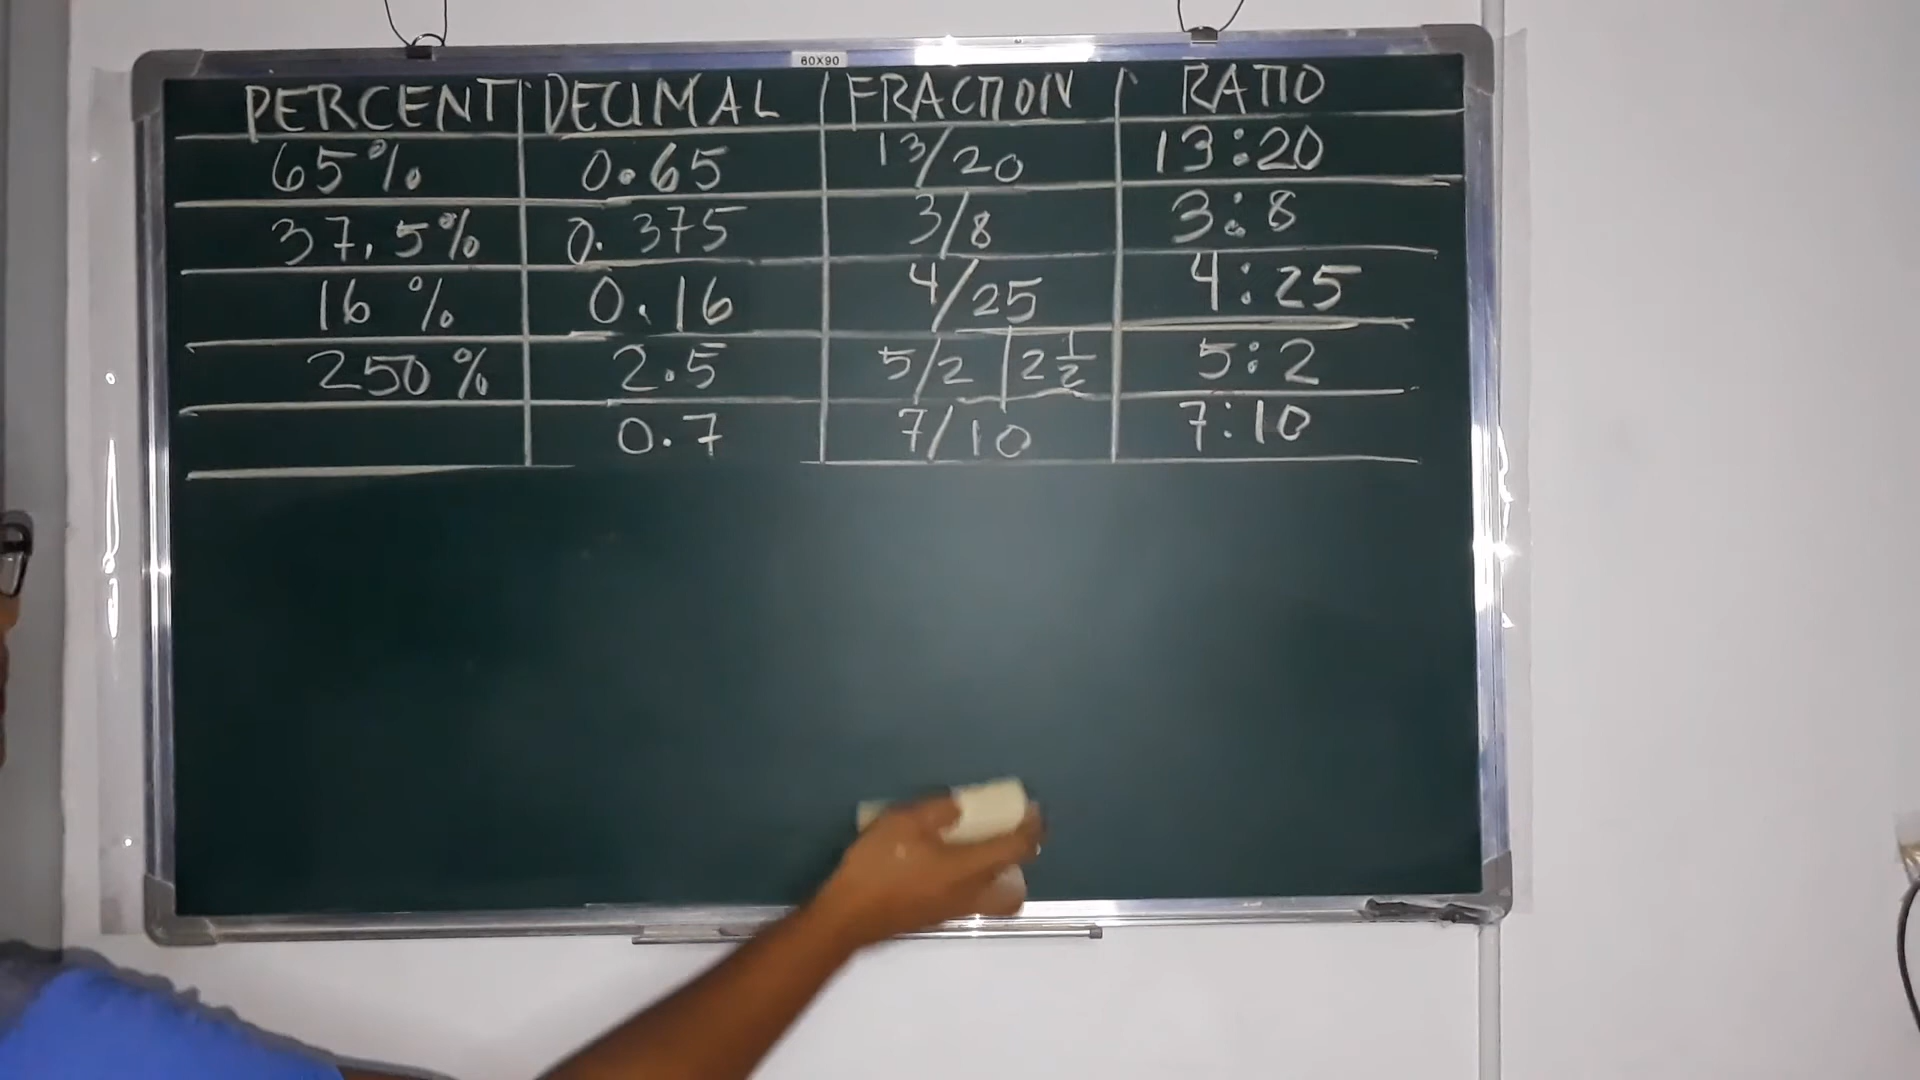 60X90
PERCENT DECIMAL FRACTION RATIO
65% 0.65 13/20 13:20
37.5% 0.375 3/8 3:8
16% 0.16 4/25 4:25
250% 2.5 5/2 2 1/2 5:2
0.7 7/10 7:10